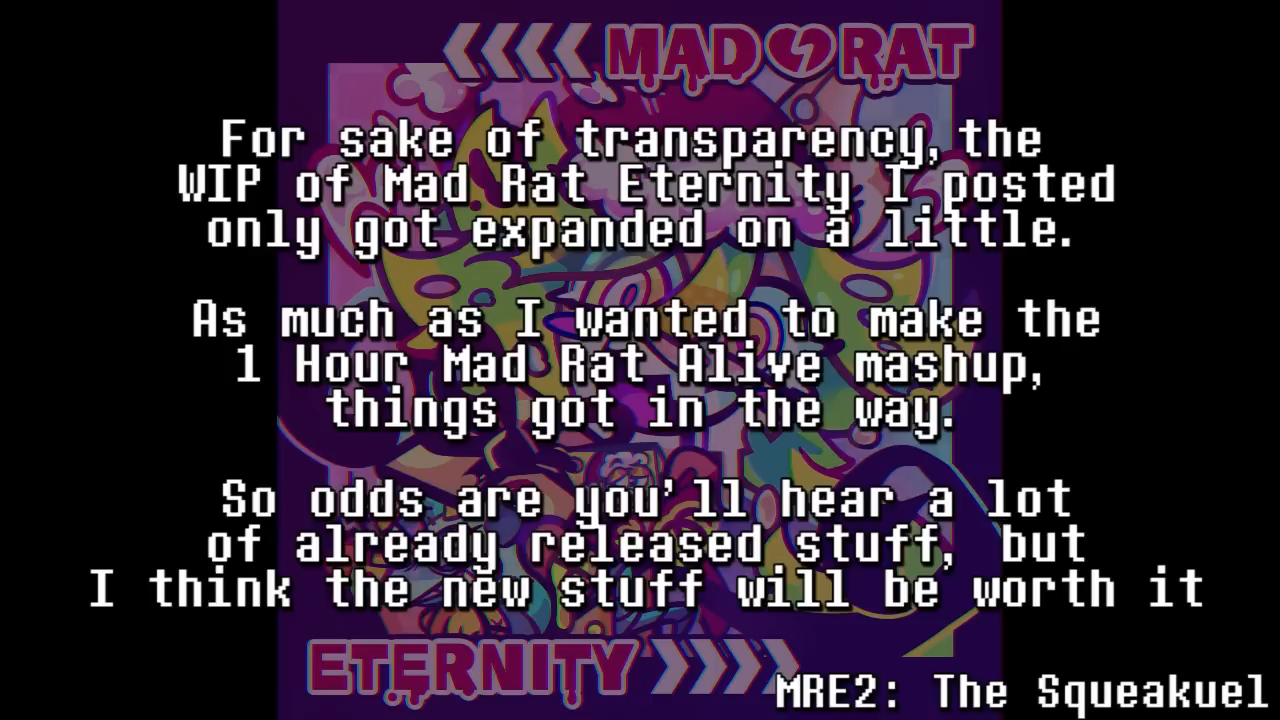 <<<< MAD RAT
For sake of transparency, the
WIP of Mad Rat Eternity I posted
only got expanded on a little.
As much as I wanted to make the
1 Hour Mad Rat Alive mashup,
things got in the way.
So odds are you'll hear a lot
of already released stuff, but
I think the new stuff will be worth it
ETERNITY >>>>
MRE2: The Squeakuel